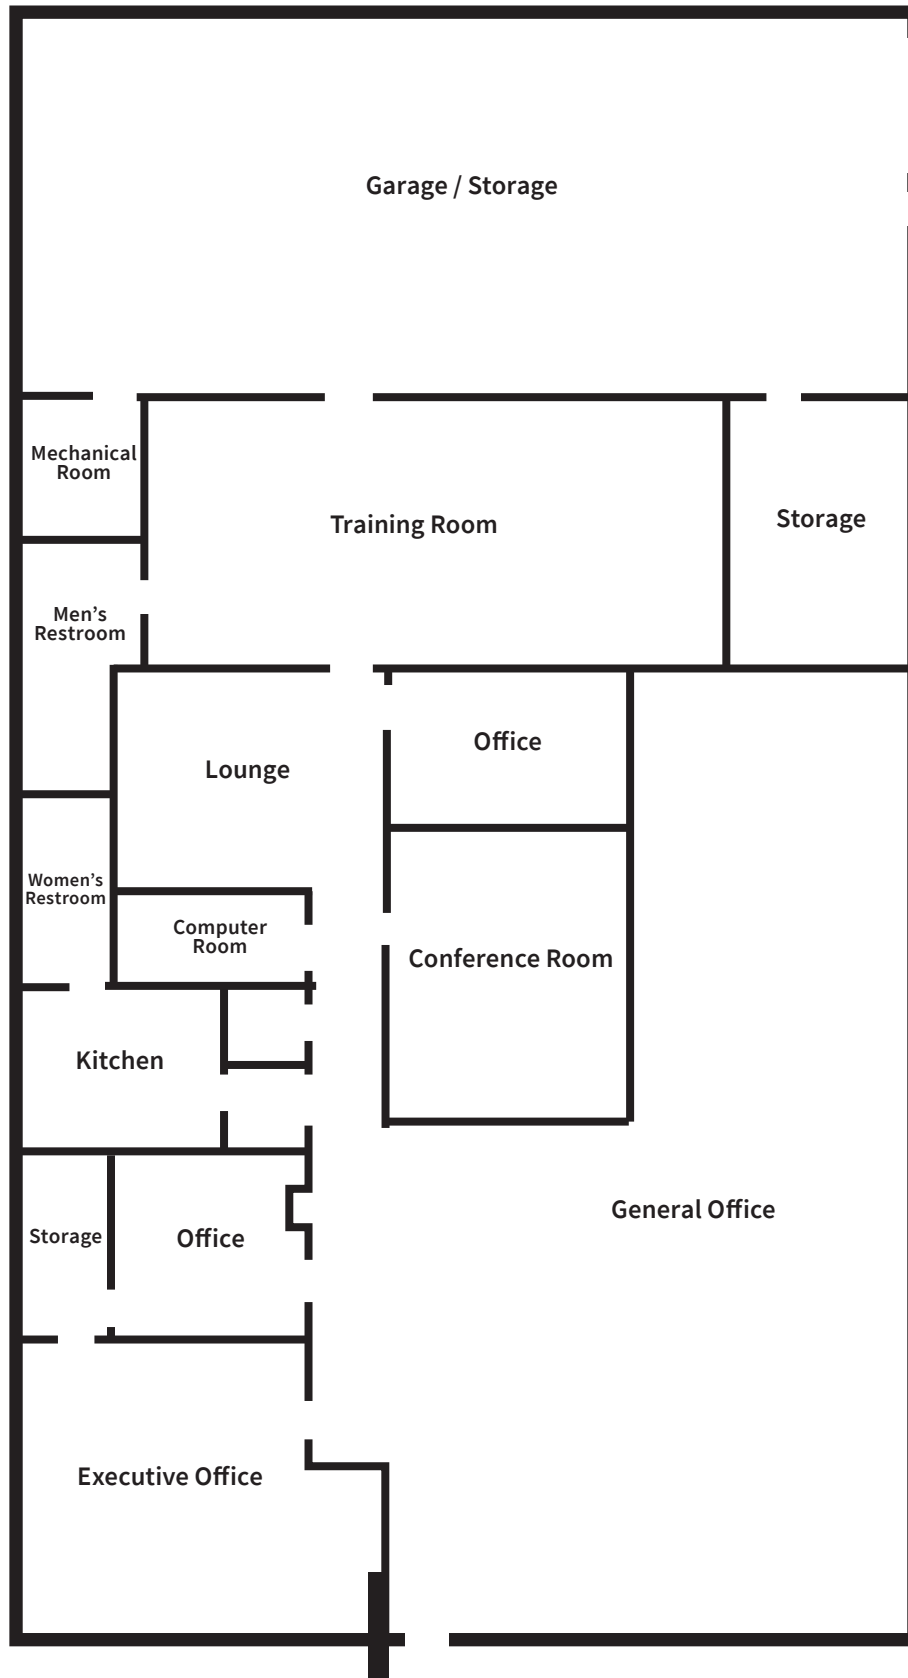 Garage / Storage
Mechanical
Room
Training Room
Storage
Men’s
Restroom
Office
Lounge
Women’s
Restroom
Computer
Room
Conference Room
Kitchen
General Office
Storage
Office
Executive Office